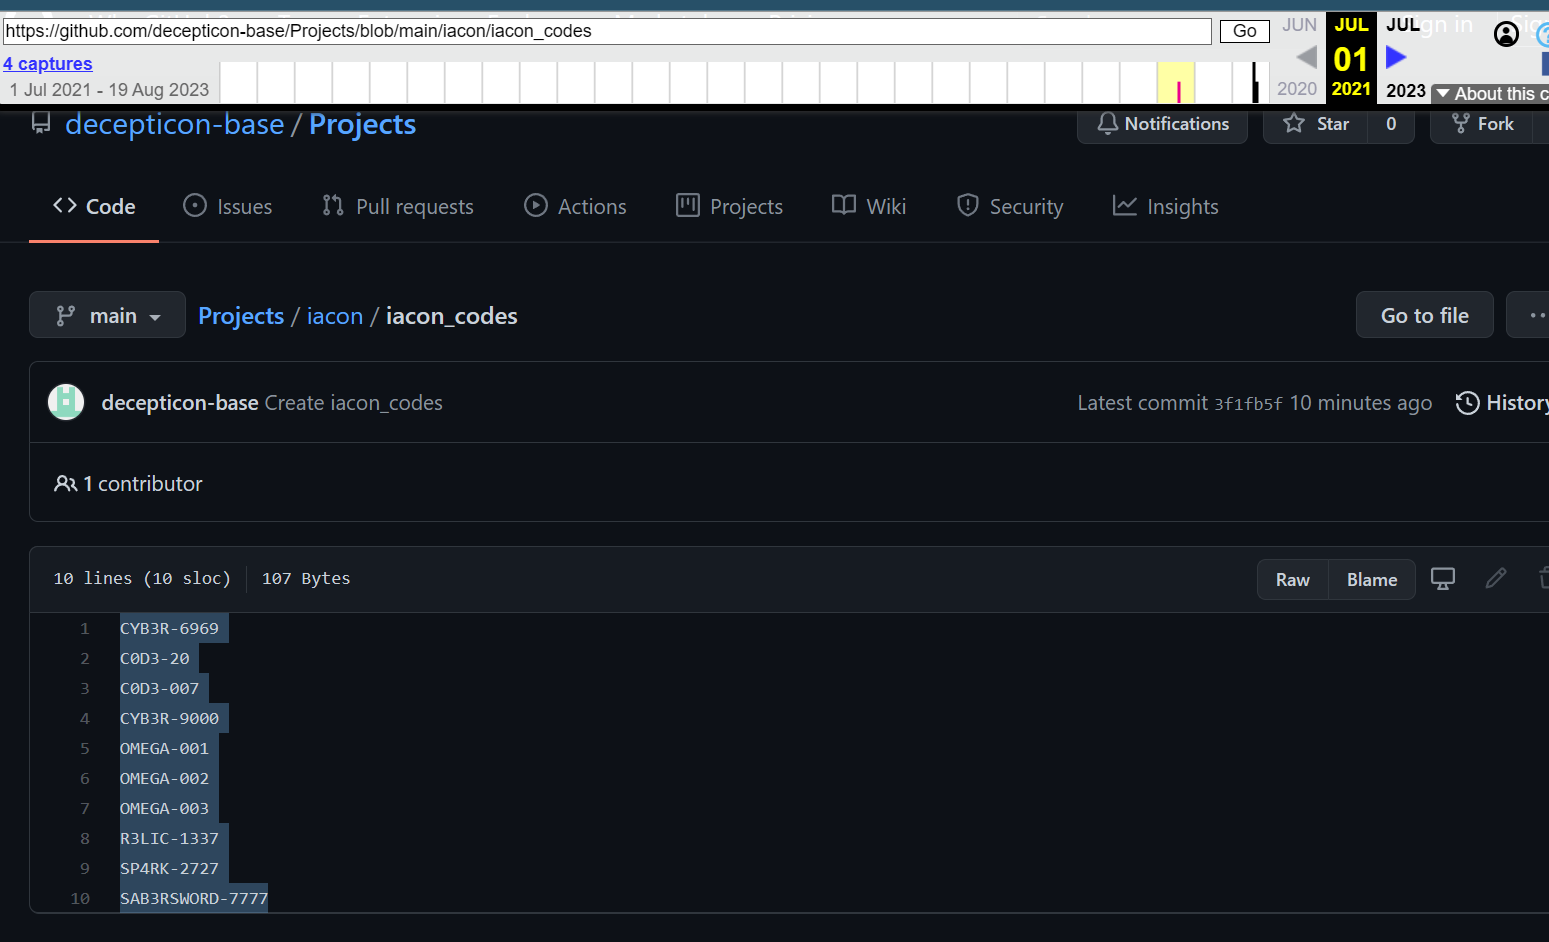 https://github.com/decepticon-base/Projects/blob/main/iacon/iacon_codes
Go
JUN
JUL
JUL
4 captures
01
1 Jul 2021 - 19 Aug 2023
2020
2021
2023
About this c
decepticon-base / Projects
Notifications
Star
0
Fork
Code
Issues
Pull requests
Actions
Projects
Wiki
Security
Insights
main
Projects / iacon / iacon_codes
Go to file
decepticon-base Create iacon_codes
Latest commit 3f1fb5f 10 minutes ago
History
1 contributor
10 lines (10 sloc)
107 Bytes
Raw
Blame
1 CYB3R-6969
2 C0D3-20
3 C0D3-007
4 CYB3R-9000
5 OMEGA-001
6 OMEGA-002
7 OMEGA-003
8 R3LIC-1337
9 SP4RK-2727
10 SAB3RSWORD-7777